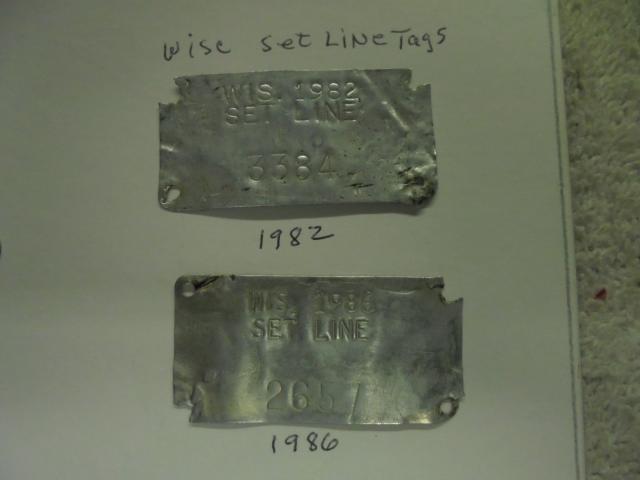 Wisc Set Line Tags
WIS. 1982
SET LINE
3384
1982
WIS. 1986
SET LINE
2657
1986